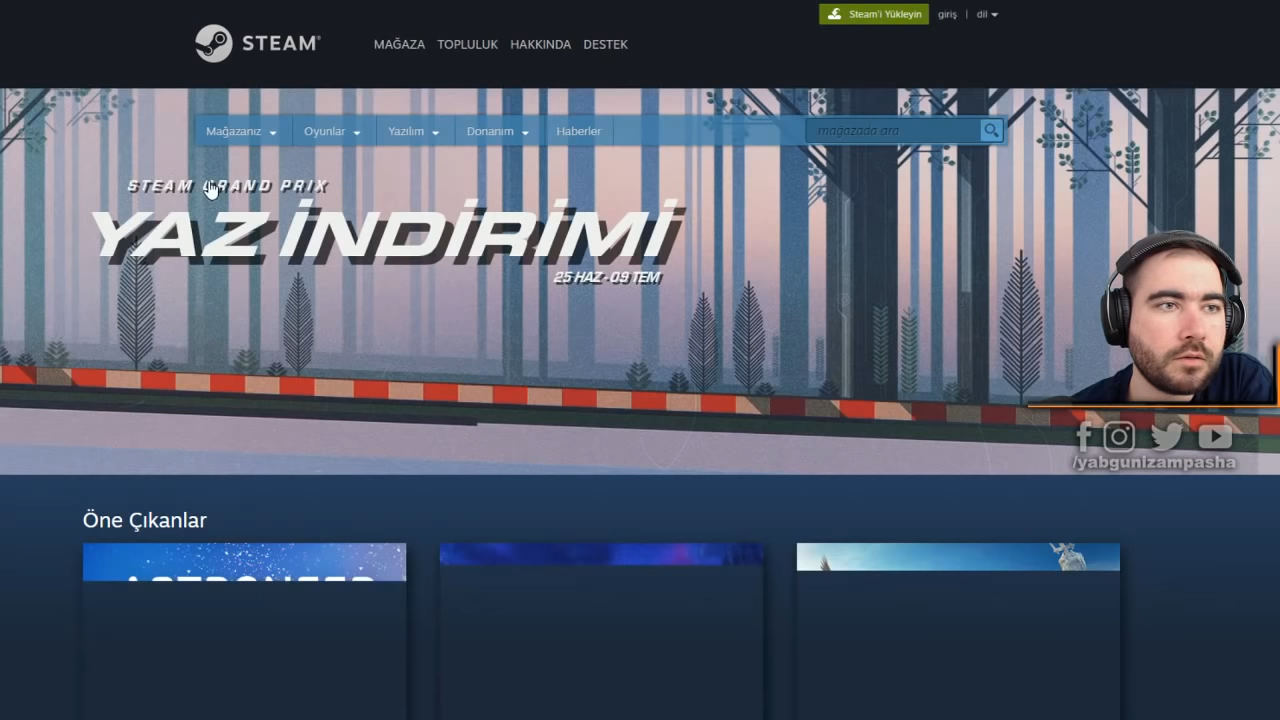 Steam'i Yükleyin giriş | dil
STEAM®
MAĞAZA TOPLULUK HAKKINDA DESTEK
Mağazanız Oyunlar Yazılım Donanım Haberler mağazada ara
STEAM GRAND PRIX
YAZ İNDİRİMİ
25 HAZ - 09 TEM
/yabgunizampasha
Öne Çıkanlar